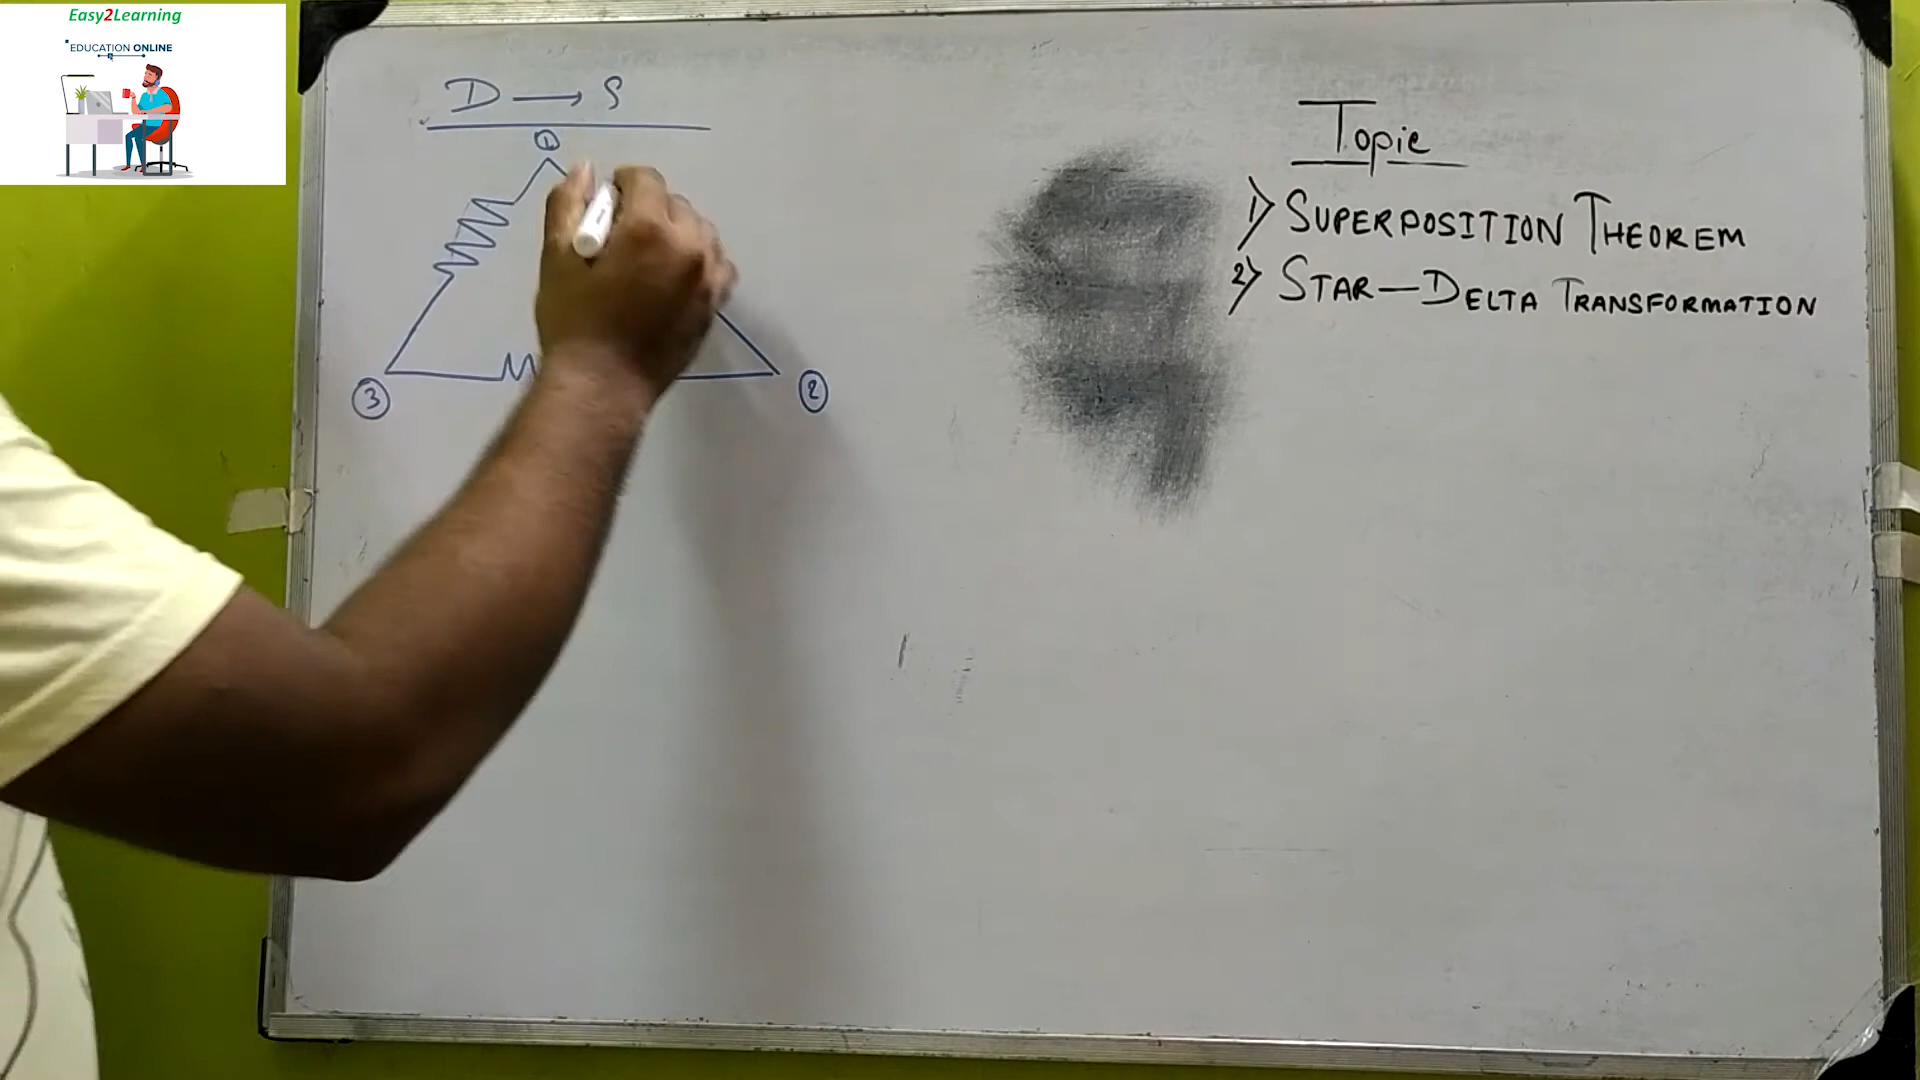 Easy2Learning
EDUCATION ONLINE
D → S
①
③
②
Topic
1) SUPERPOSITION THEOREM
2) STAR—DELTA TRANSFORMATION